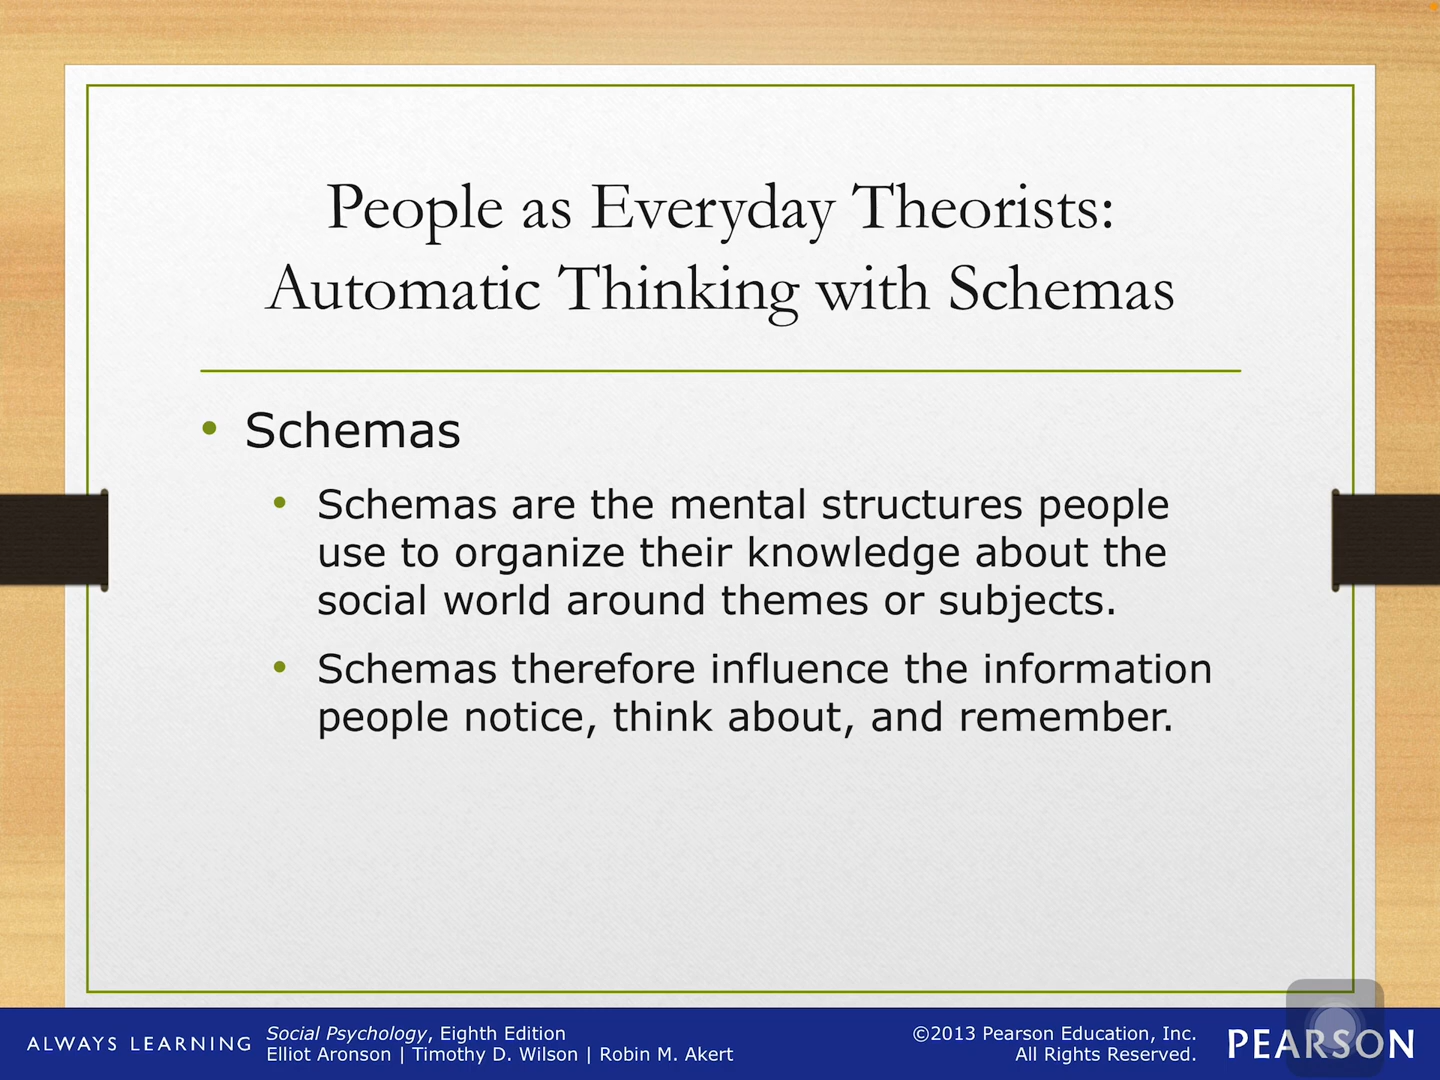 People as Everyday Theorists:
Automatic Thinking with Schemas
• Schemas
• Schemas are the mental structures people
use to organize their knowledge about the
social world around themes or subjects.
• Schemas therefore influence the information
people notice, think about, and remember.
ALWAYS LEARNING
Social Psychology, Eighth Edition
Elliot Aronson | Timothy D. Wilson | Robin M. Akert
©2013 Pearson Education, Inc.
All Rights Reserved.
PEARSON